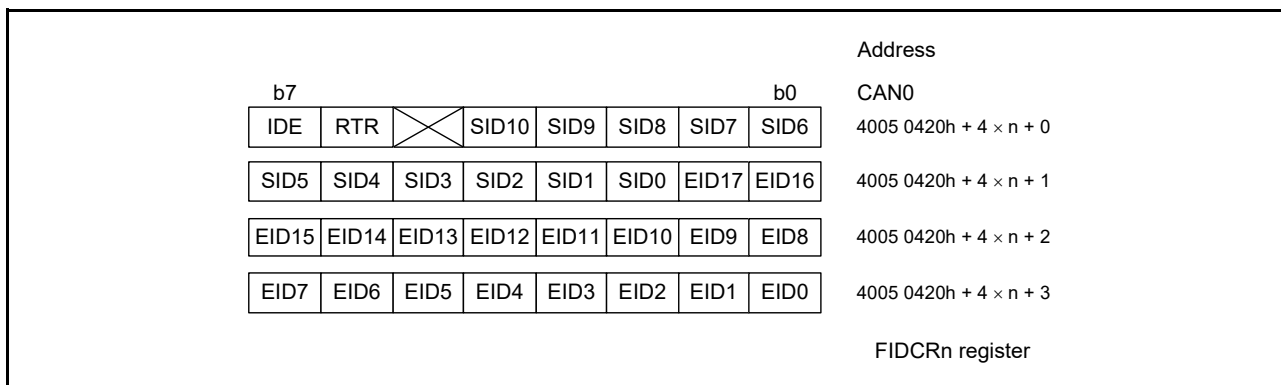 Address
b7 b0 CAN0
IDE RTR SID10 SID9 SID8 SID7 SID6 4005 0420h + 4 × n + 0
SID5 SID4 SID3 SID2 SID1 SID0 EID17 EID16 4005 0420h + 4 × n + 1
EID15 EID14 EID13 EID12 EID11 EID10 EID9 EID8 4005 0420h + 4 × n + 2
EID7 EID6 EID5 EID4 EID3 EID2 EID1 EID0 4005 0420h + 4 × n + 3
FIDCRn register